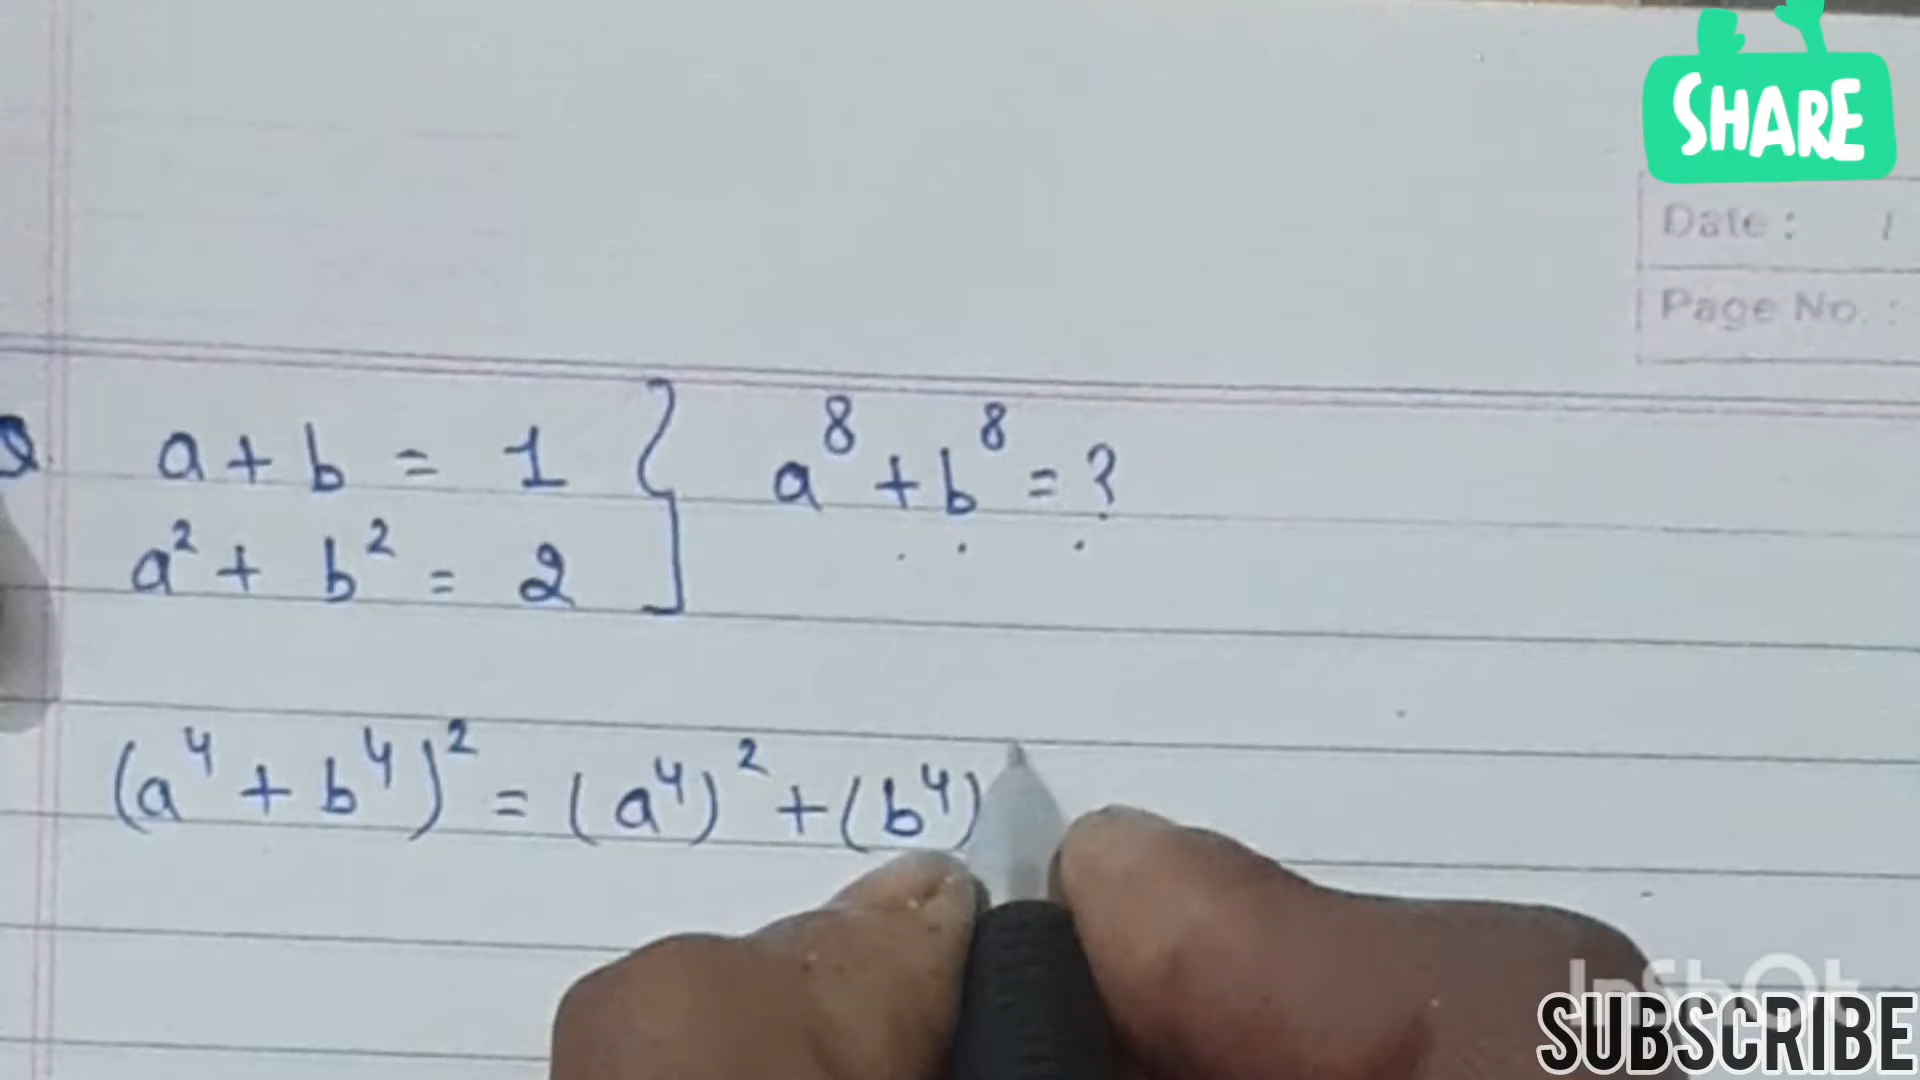 SHARE
Date :
Page No. :
a + b = 1 } a⁸ + b⁸ = ?
a² + b² = 2
(a⁴ + b⁴)² = (a⁴)² + (b⁴)
InShOt
SUBSCRIBE